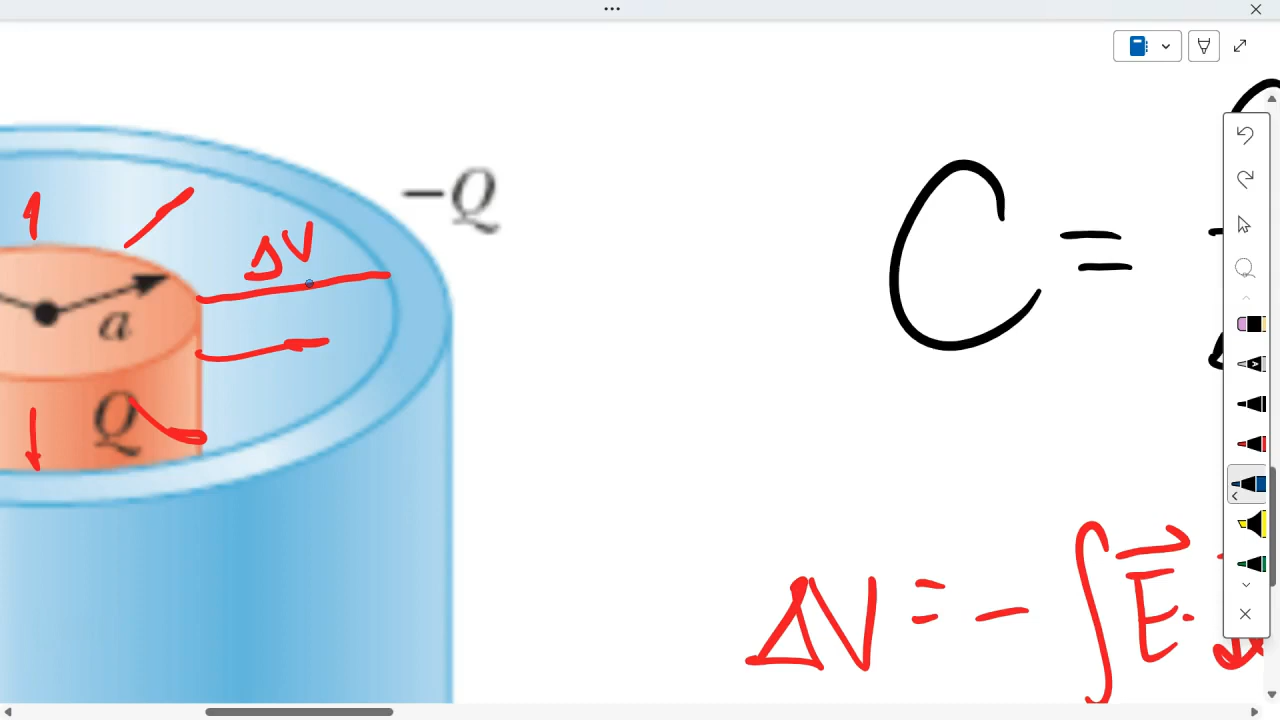 -Q
ΔV
a
Q
C =
ΔV = - ∫ E⃗ ·